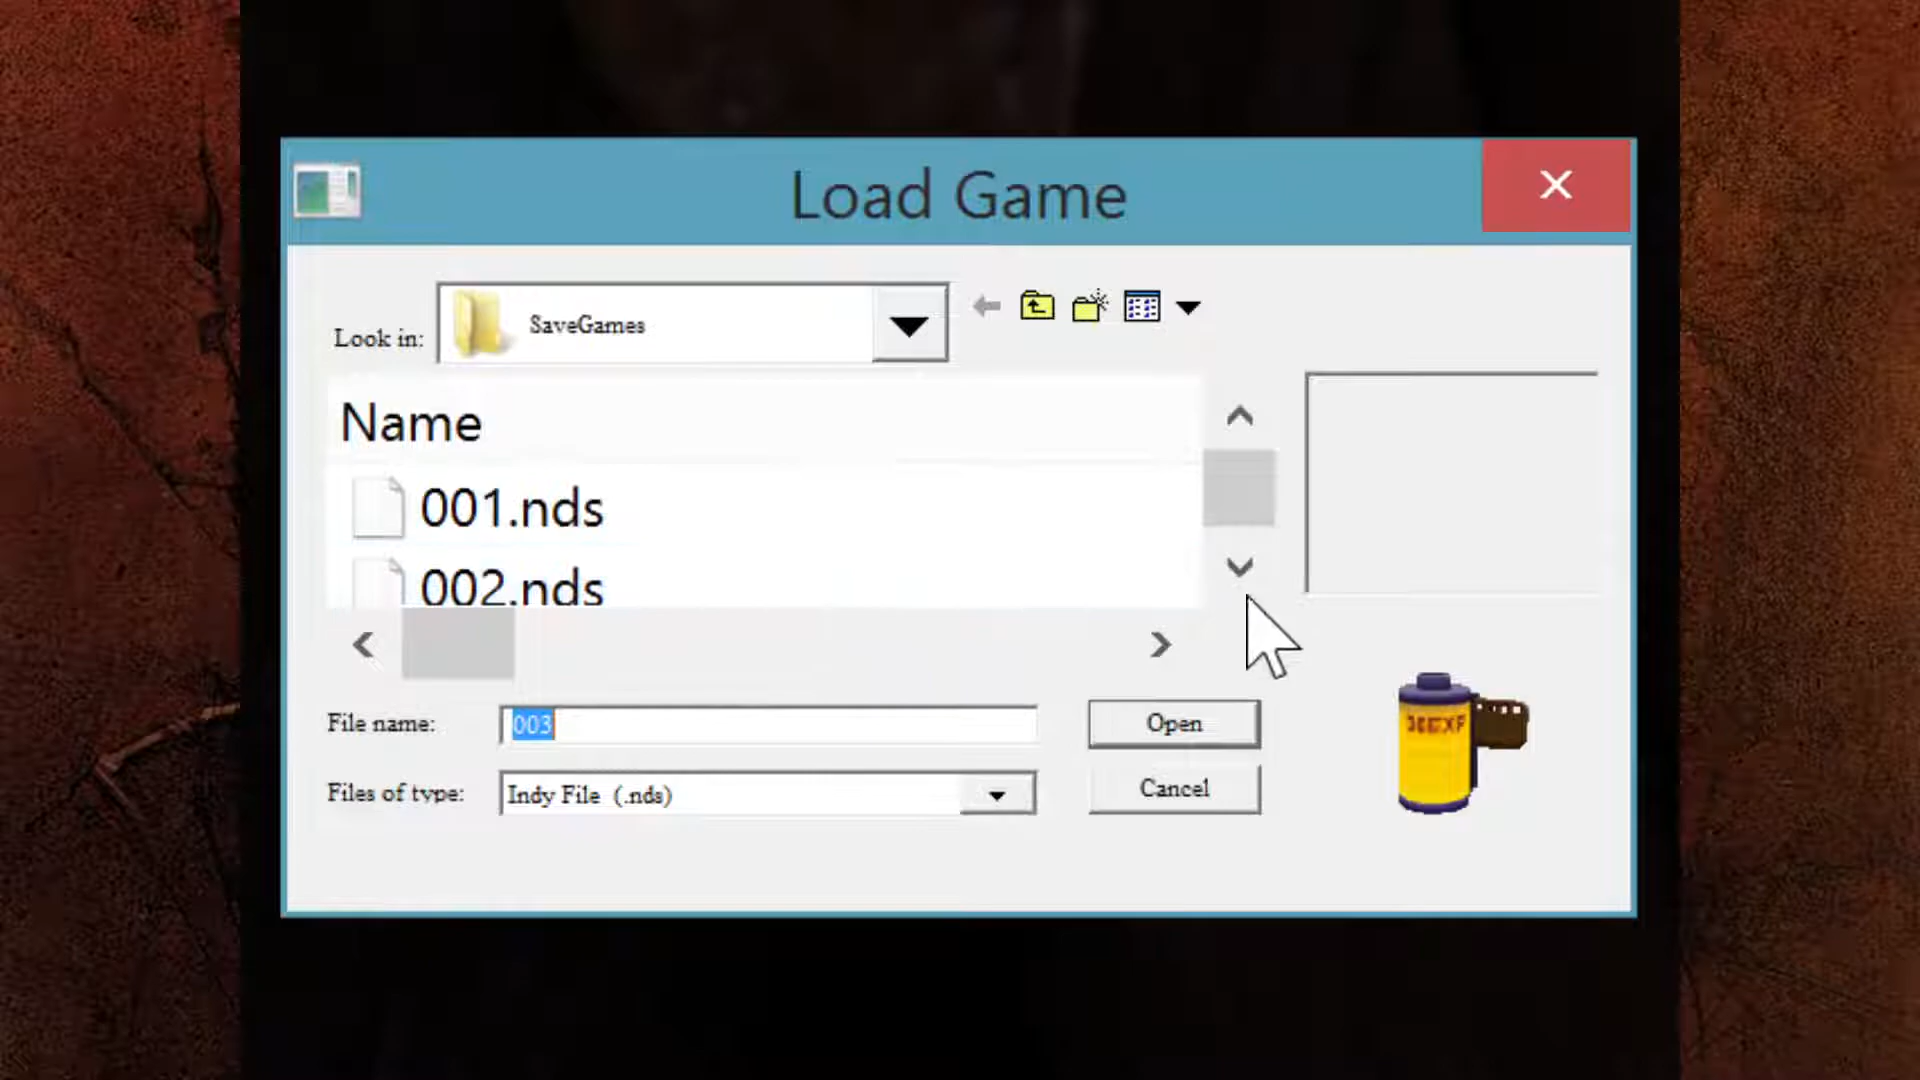 Load Game
Look in:
SaveGames
Name
001.nds
002.nds
File name:
003
Open
Files of type:
Indy File (.nds)
Cancel